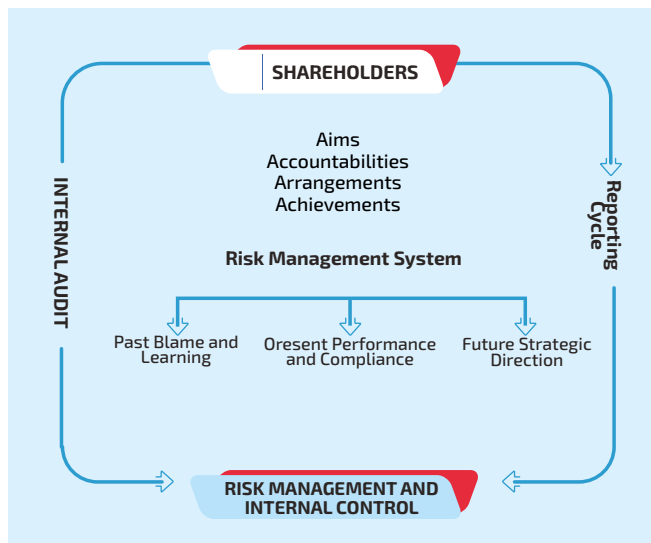 SHAREHOLDERS
Aims
Accountabilities
Arrangements
Achievements
INTERNAL AUDIT
Reporting
Cycle
Risk Management System
Past Blame and
Learning
Oresent Performance
and Compliance
Future Strategic
Direction
RISK MANAGEMENT AND
INTERNAL CONTROL